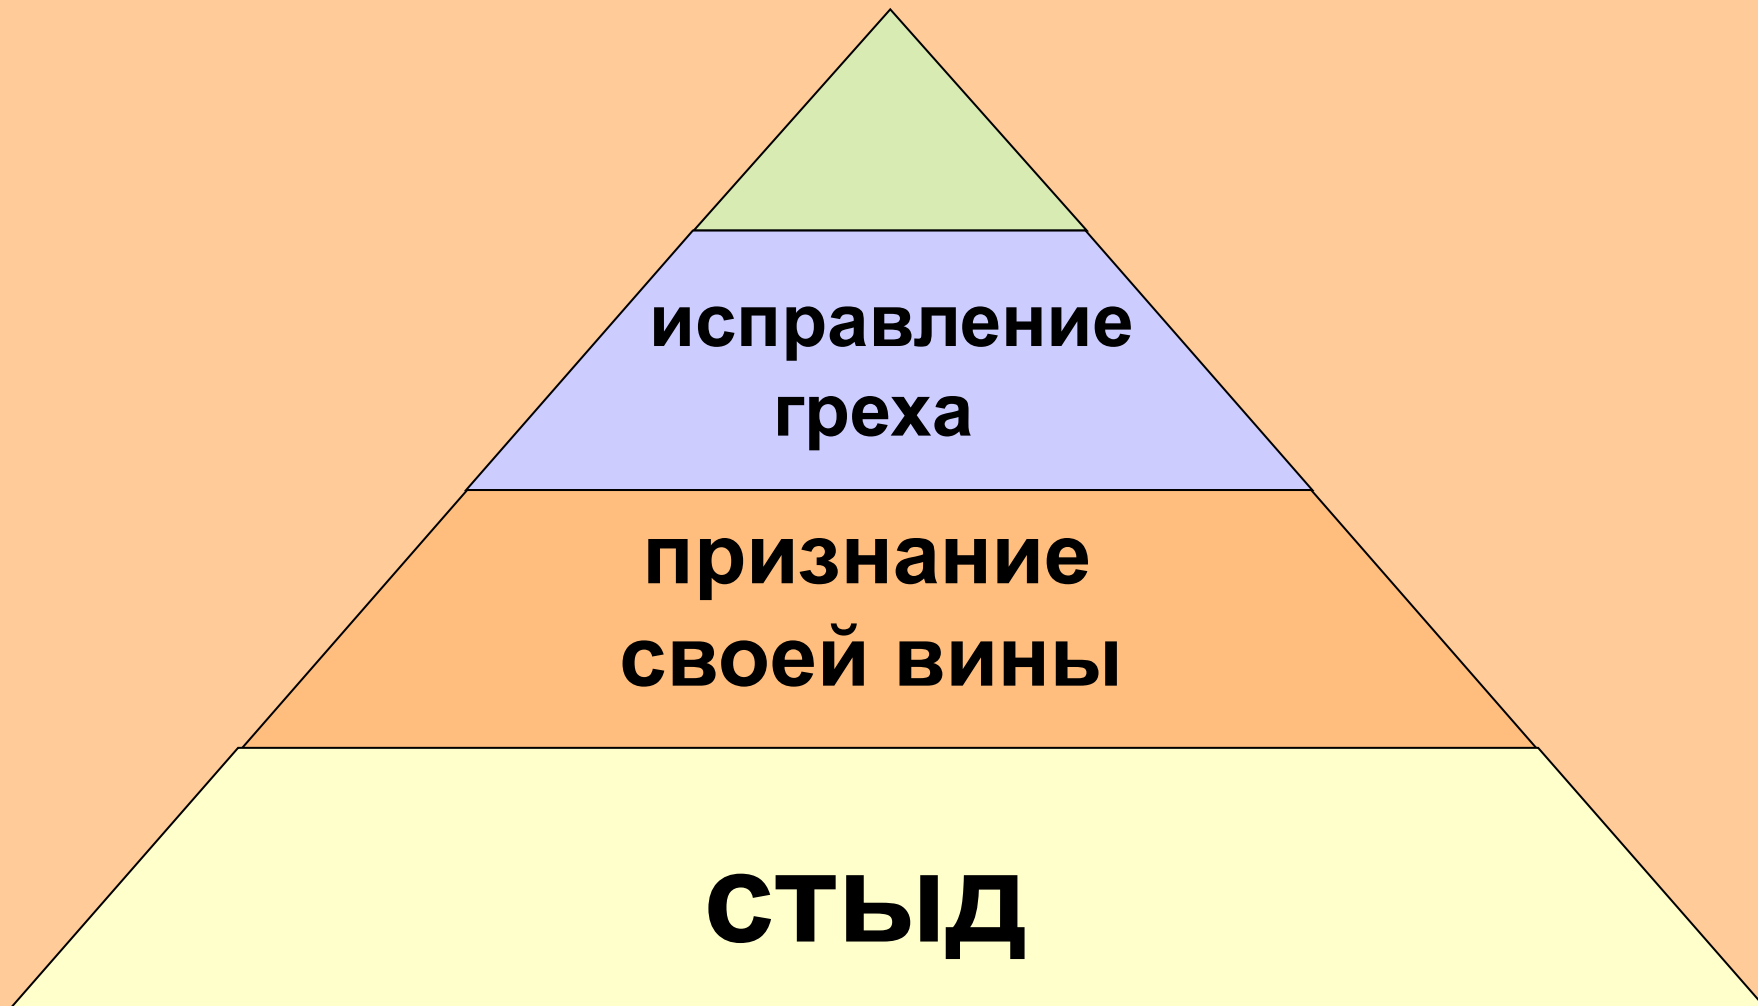 исправление
греха
признание
своей вины
стыд